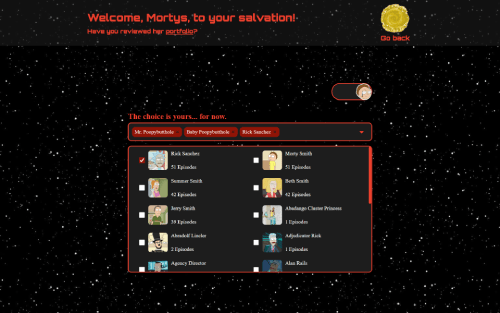 Welcome, Mortys, to your salvation!
Have you reviewed her portfolio?
Go back
The choice is yours... for now.
Mr. Poopybutthole Baby Poopybutthole Rick Sanchez
Rick Sanchez
51 Episodes
Morty Smith
51 Episodes
Summer Smith
42 Episodes
Beth Smith
42 Episodes
Jerry Smith
39 Episodes
Abadango Cluster Princess
1 Episodes
Abradolf Lincler
2 Episodes
Adjudicator Rick
1 Episodes
Agency Director
Alan Rails